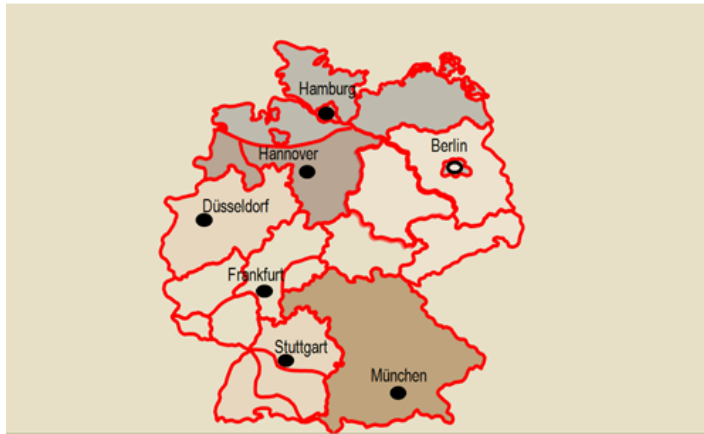 Hamburg
Berlin
Hannover
Düsseldorf
Frankfurt
Stuttgart
München